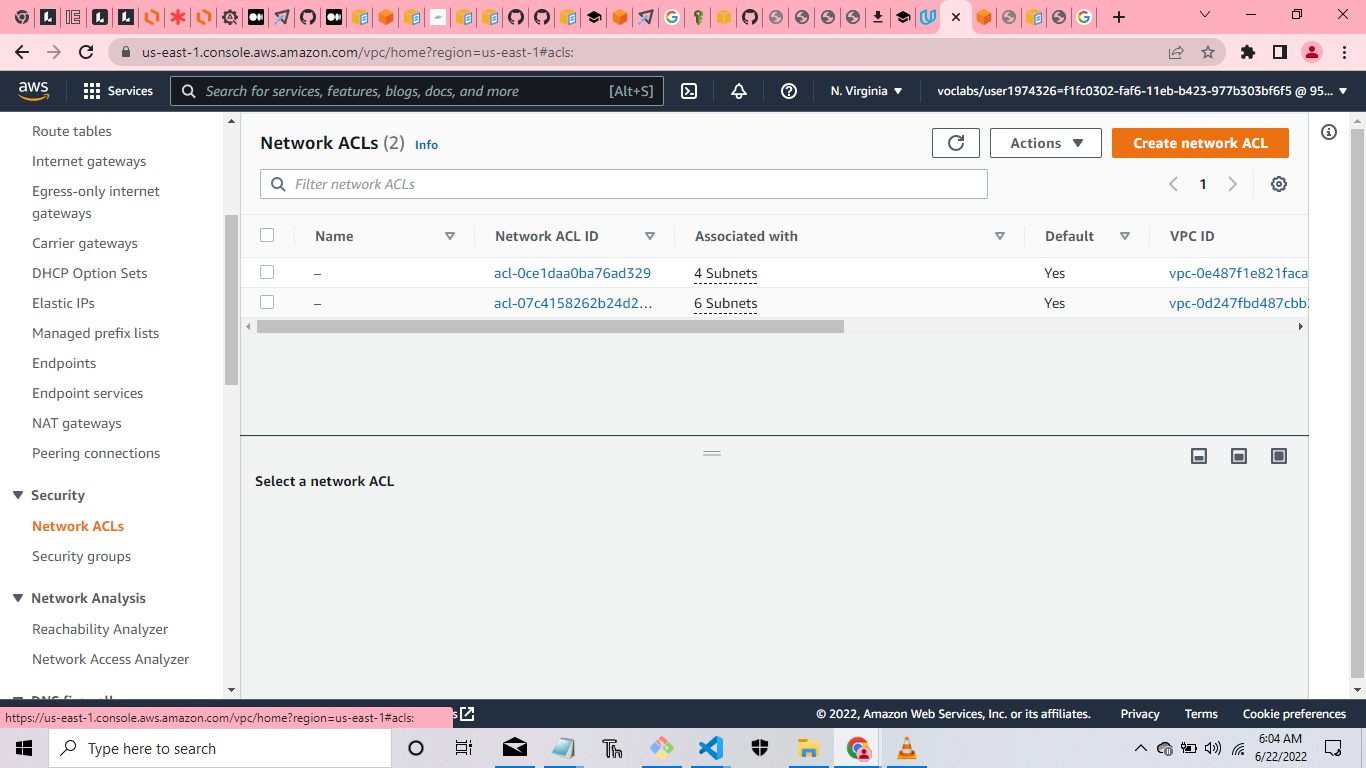 us-east-1.console.aws.amazon.com/vpc/home?region=us-east-1#acls:
aws
Services
Search for services, features, blogs, docs, and more
[Alt+S]
N. Virginia
voclabs/user1974326=f1fc0302-faf6-11eb-b423-977b303bf6f5 @ 95...
Route tables
Internet gateways
Egress-only internet
gateways
Carrier gateways
DHCP Option Sets
Elastic IPs
Managed prefix lists
Endpoints
Endpoint services
NAT gateways
Peering connections
Security
Network ACLs
Security groups
Network Analysis
Reachability Analyzer
Network Access Analyzer
Network ACLs (2) Info
Actions
Create network ACL
Filter network ACLs
1
Name Network ACL ID Associated with Default VPC ID
– acl-0ce1daa0ba76ad329 4 Subnets Yes vpc-0e487f1e821faca
– acl-07c4158262b24d2... 6 Subnets Yes vpc-0d247fbd487cbb
Select a network ACL
https://us-east-1.console.aws.amazon.com/vpc/home?region=us-east-1#acls:
© 2022, Amazon Web Services, Inc. or its affiliates.
Privacy
Terms
Cookie preferences
Type here to search
6:04 AM
6/22/2022